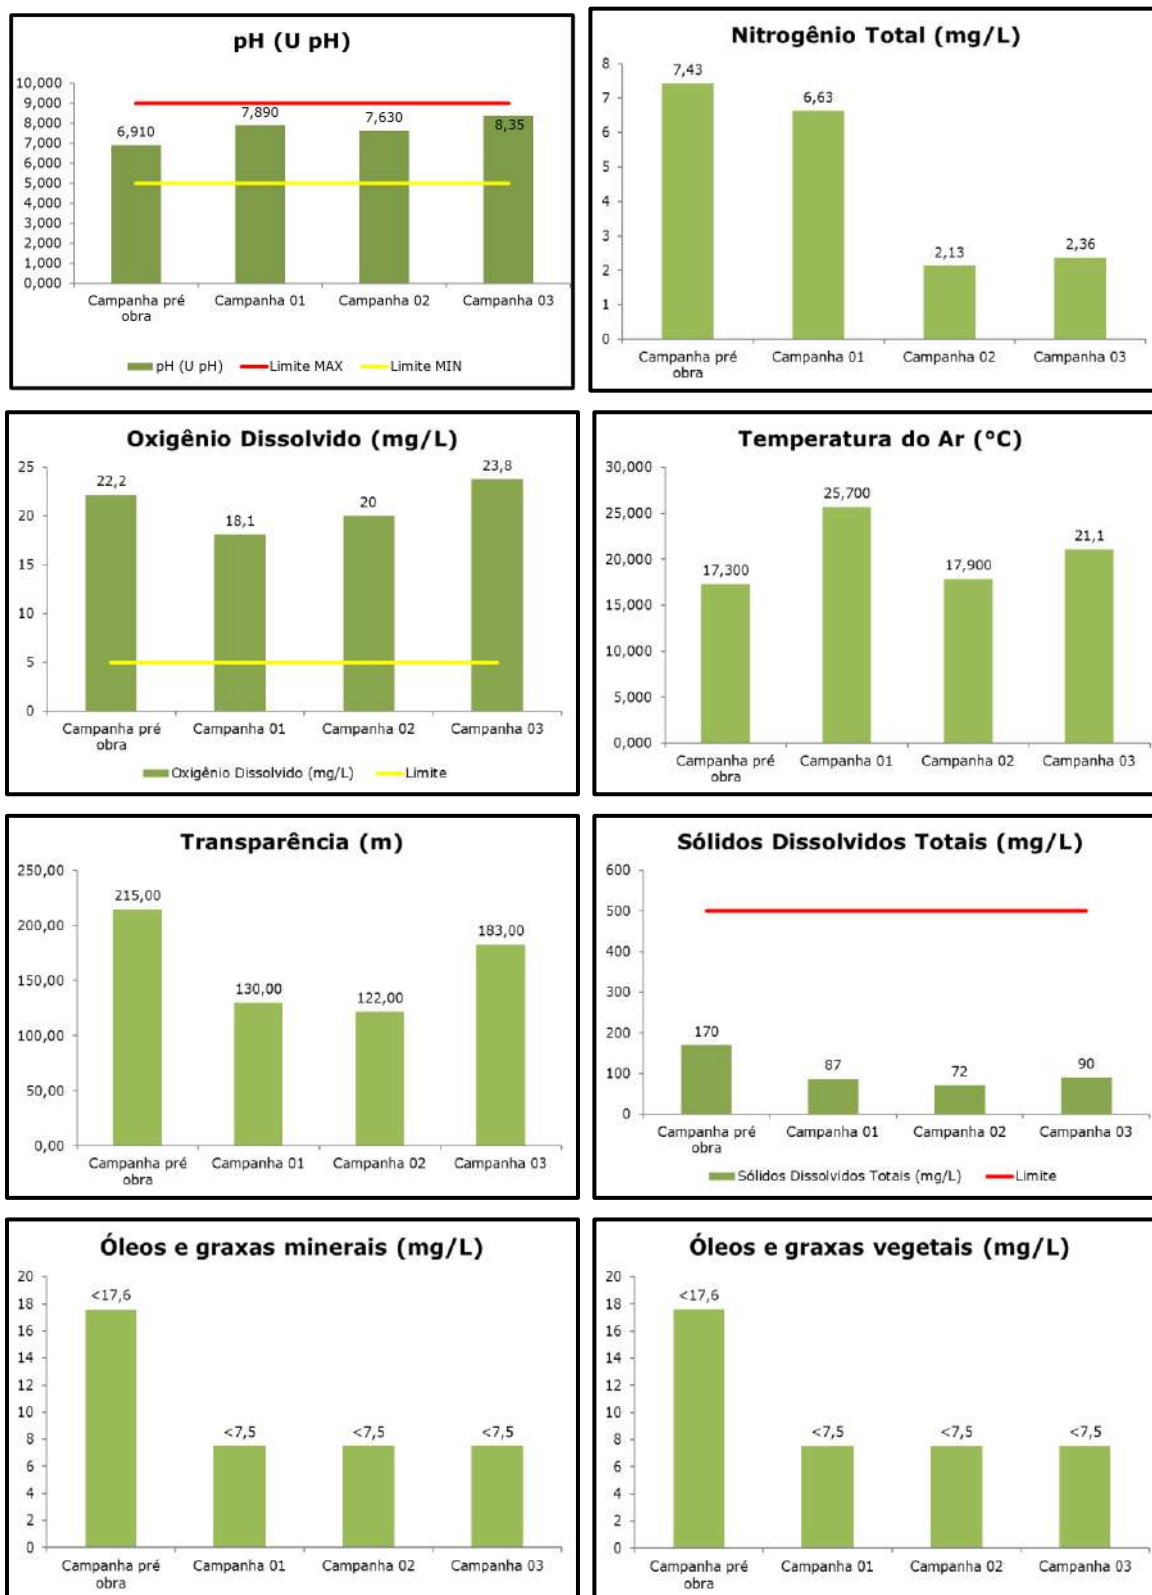 pH (U pH)
10,000
9,000
8,000
7,000
6,000
5,000
4,000
3,000
2,000
1,000
0,000
6,910
7,890
7,630
8,35
Campanha pré
obra
Campanha 01
Campanha 02
Campanha 03
pH (U pH)
Limite MAX
Limite MIN
Nitrogênio Total (mg/L)
8
7
6
5
4
3
2
1
0
7,43
6,63
2,13
2,36
Campanha pré
obra
Campanha 01
Campanha 02
Campanha 03
Oxigênio Dissolvido (mg/L)
25
20
15
10
5
0
22,2
18,1
20
23,8
Campanha pré
obra
Campanha 01
Campanha 02
Campanha 03
Oxigênio Dissolvido (mg/L)
Limite
Temperatura do Ar (°C)
30,000
25,000
20,000
15,000
10,000
5,000
0,000
17,300
25,700
17,900
21,1
Campanha pré
obra
Campanha 01
Campanha 02
Campanha 03
Transparência (m)
250,00
200,00
150,00
100,00
50,00
0,00
215,00
130,00
122,00
183,00
Campanha pré
obra
Campanha 01
Campanha 02
Campanha 03
Sólidos Dissolvidos Totais (mg/L)
600
500
400
300
200
100
0
170
87
72
90
Campanha pré
obra
Campanha 01
Campanha 02
Campanha 03
Sólidos Dissolvidos Totais (mg/L)
Limite
Óleos e graxas minerais (mg/L)
20
18
16
14
12
10
8
6
4
2
0
<17,6
<7,5
<7,5
<7,5
Campanha pré
obra
Campanha 01
Campanha 02
Campanha 03
Óleos e graxas vegetais (mg/L)
20
18
16
14
12
10
8
6
4
2
0
<17,6
<7,5
<7,5
<7,5
Campanha pré
obra
Campanha 01
Campanha 02
Campanha 03